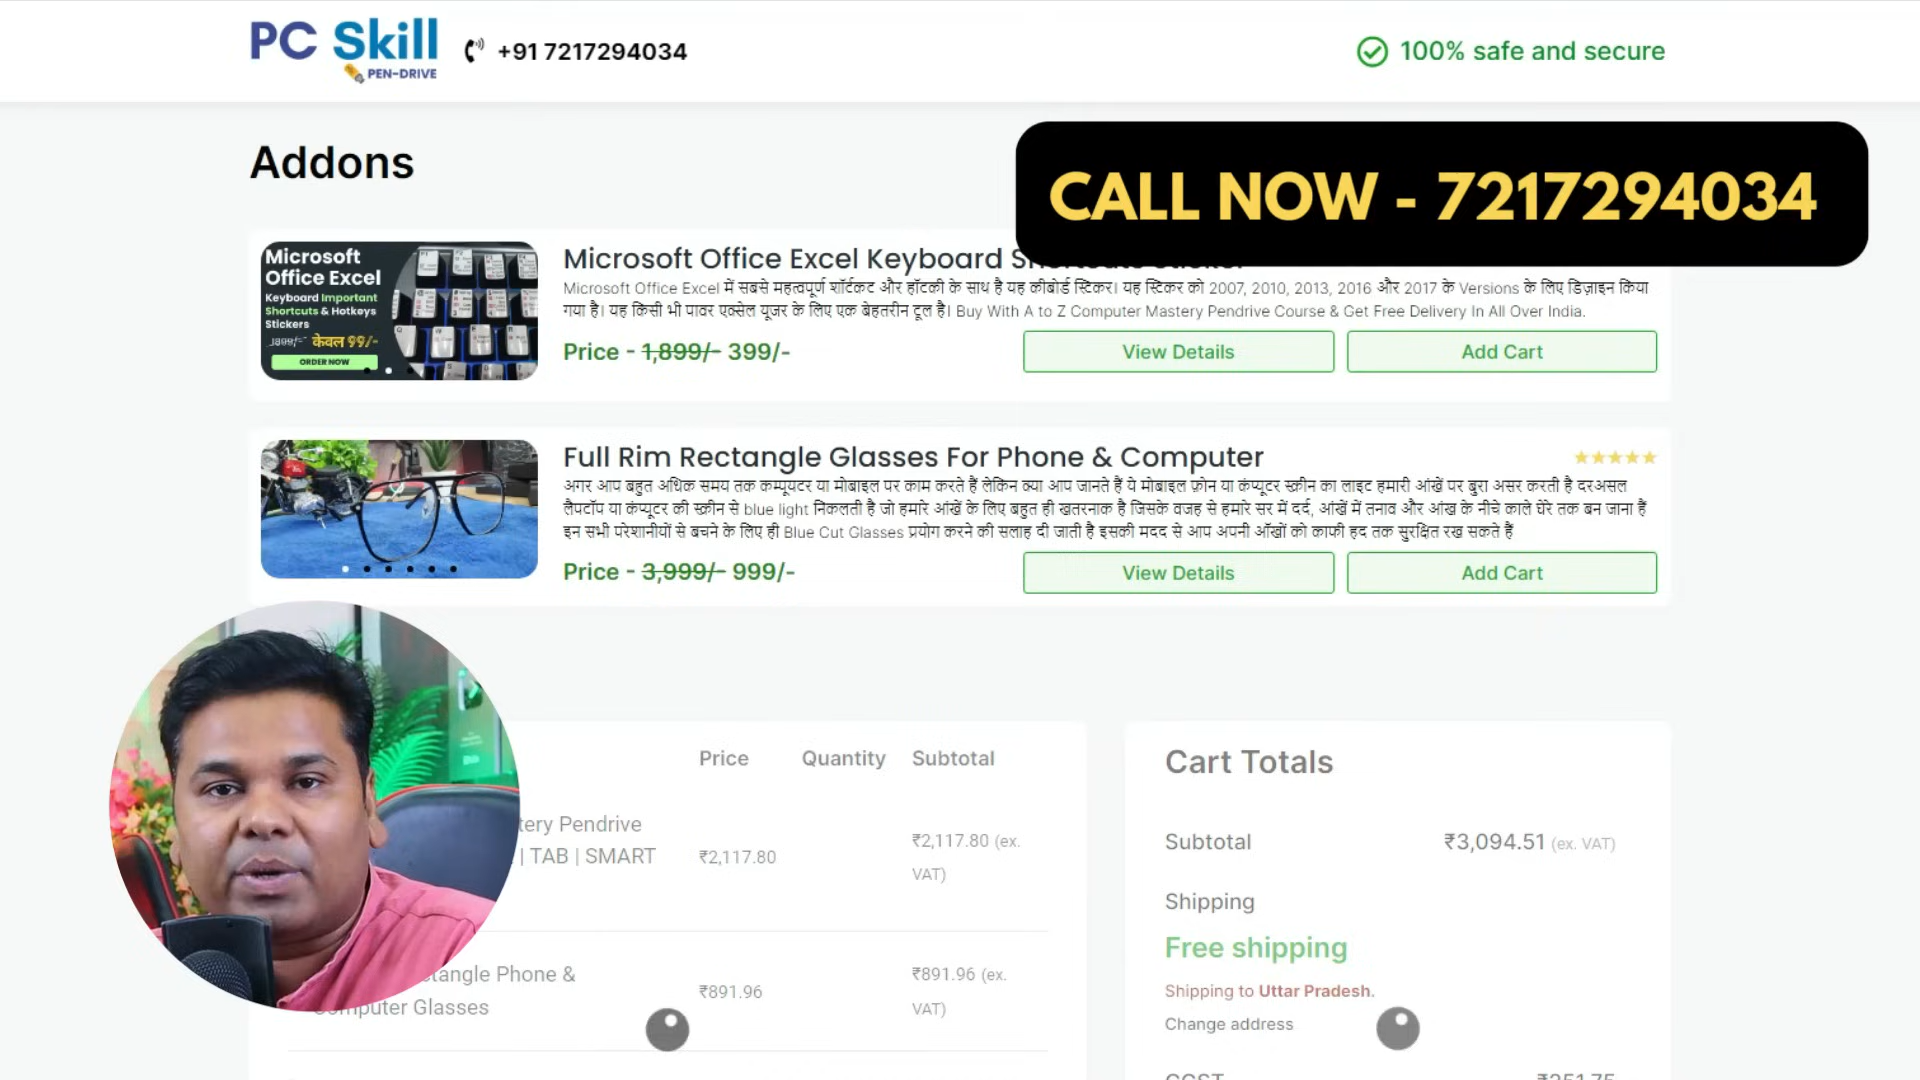 PC Skill
PEN-DRIVE
+91 7217294034
100% safe and secure
Addons
CALL NOW - 7217294034
Microsoft
Office Excel
Keyboard Important
Shortcuts & Hotkeys
Stickers
केवल 99/-
ORDER NOW
Microsoft Office Excel Keyboard
Microsoft Office Excel में सबसे महत्वपूर्ण शॉर्टकट और हॉटकी के साथ है यह कीबोर्ड स्टिकर। यह स्टिकर को 2007, 2010, 2013, 2016 और 2017 के Versions के लिए डिज़ाइन किया
गया है। यह किसी भी पावर एक्सेल यूजर के लिए एक बेहतरीन टूल है। Buy With A to Z Computer Mastery Pendrive Course & Get Free Delivery In All Over India.
Price - 1,899/- 399/-
View Details
Add Cart
Full Rim Rectangle Glasses For Phone & Computer
अगर आप बहुत अधिक समय तक कम्पूयटर या मोबाइल पर काम करते हैं लेकिन क्या आप जानते हैं ये मोबाइल फ़ोन या कंप्यूटर स्क्रीन का लाइट हमारी आंखें पर बुरा असर करती है दरअसल
लैपटॉप या कंप्यूटर की स्क्रीन से blue light निकलती है जो हमारे आंखें के लिए बहुत ही खतरनाक है जिसके वजह से हमारे सर में दर्द, आंखें में तनाव और आंख के नीचे काले घेरे तक बन जाना हैं
इन सभी परेशानीयों से बचने के लिए ही Blue Cut Glasses प्रयोग करने की सलाह दी जाती है इसकी मदद से आप अपनी आँखों को काफी हद तक सुरक्षित रख सकते हैं
Price - 3,999/- 999/-
View Details
Add Cart
Price Quantity Subtotal
tery Pendrive
| TAB | SMART
₹2,117.80
₹2,117.80 (ex.
VAT)
tangle Phone &
Computer Glasses
₹891.96
₹891.96 (ex.
VAT)
Cart Totals
Subtotal ₹3,094.51 (ex. VAT)
Shipping
Free shipping
Shipping to Uttar Pradesh.
Change address